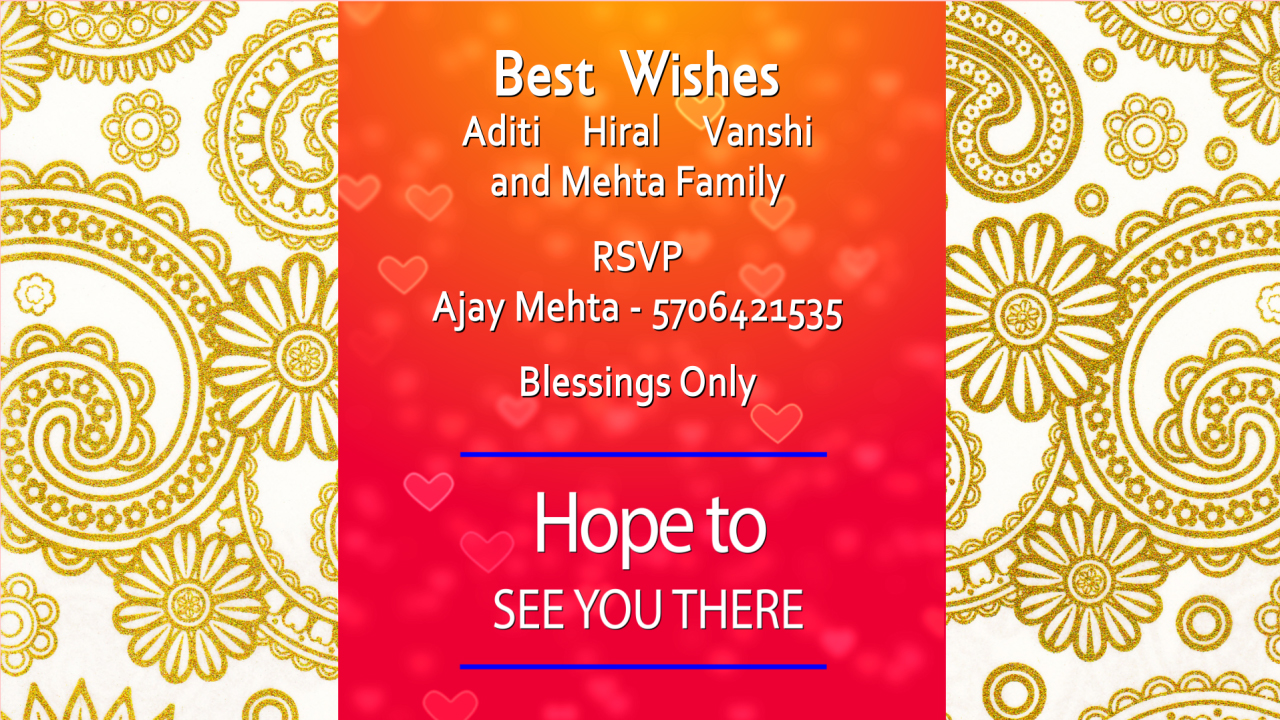 Best Wishes
Aditi Hiral Vanshi
and Mehta Family
RSVP
Ajay Mehta - 5706421535
Blessings Only
Hope to
SEE YOU THERE